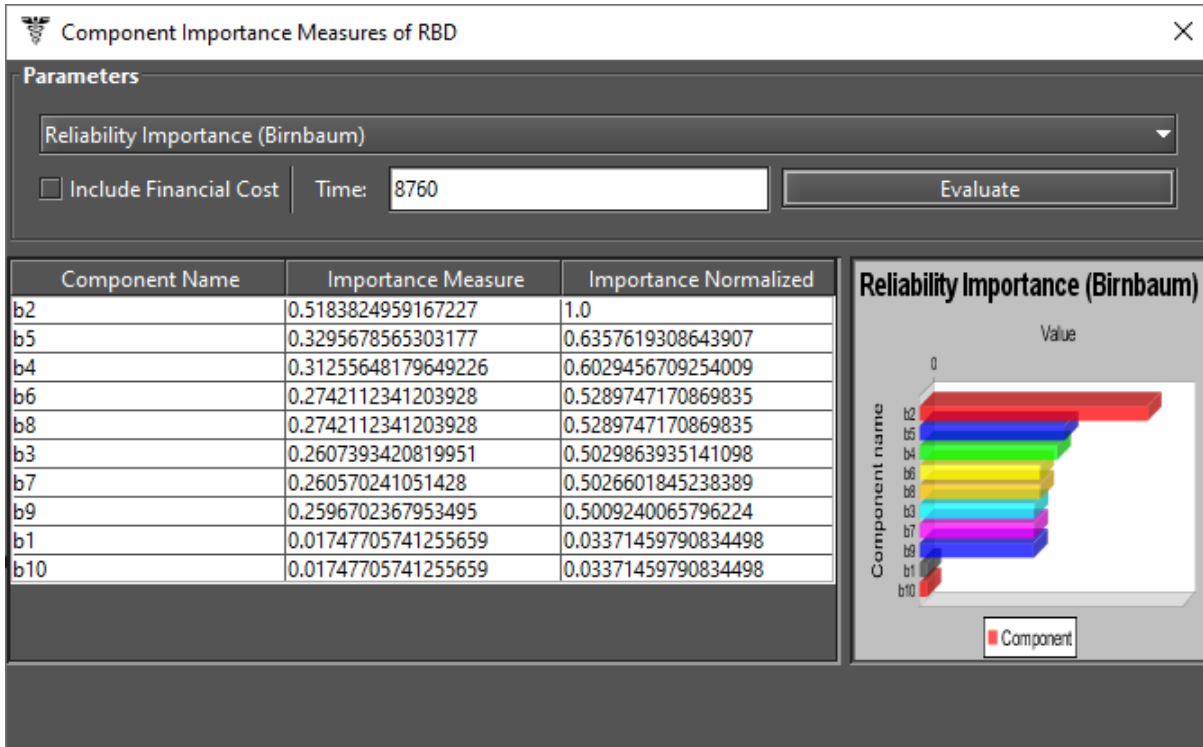 Component Importance Measures of RBD
Parameters
Reliability Importance (Birnbaum)
Include Financial Cost Time: 8760 Evaluate
Component Name Importance Measure Importance Normalized
b2 0.5183824959167227 1.0
b5 0.3295678565303177 0.6357619308643907
b4 0.31255648179649226 0.6029456709254009
b6 0.2742112341203928 0.5289747170869835
b8 0.2742112341203928 0.5289747170869835
b3 0.2607393420819951 0.5029863935141098
b7 0.260570241051428 0.5026601845238389
b9 0.2596702367953495 0.5009240065796224
b1 0.01747705741255659 0.03371459790834498
b10 0.01747705741255659 0.03371459790834498
Reliability Importance (Birnbaum)
Value
0
Component name
b2
b5
b4
b6
b8
b3
b7
b9
b1
b10
Component